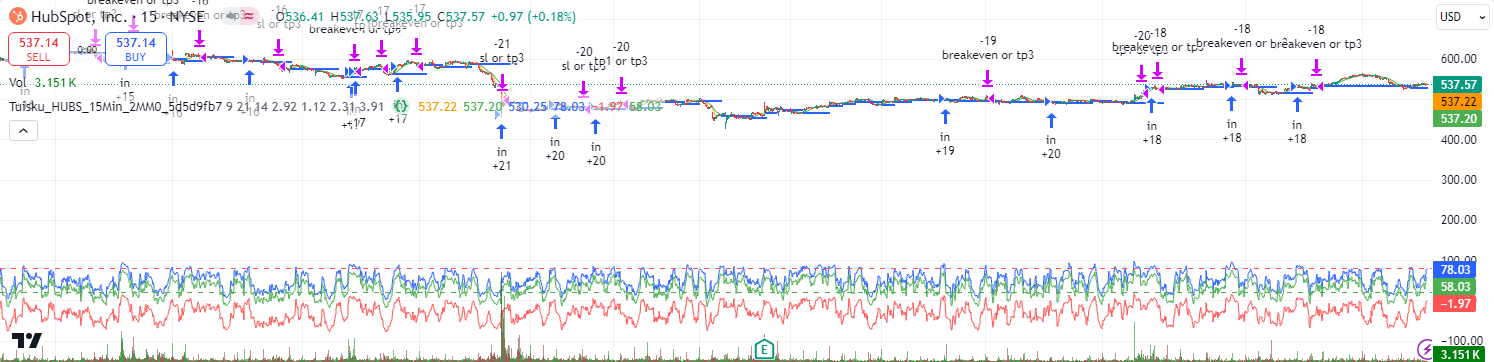 HubSpot, Inc. · 15 · NYSE O536.41 H537.63 L535.95 C537.57 +0.97 (+0.18%)
USD
537.14
SELL
0.00
537.14
BUY
Vol 3.151 K
9 21 14 2.92 1.12 2.31 3.91 537.22 537.20 530.25 78.03 −1.97 58.03
-16
sl or tp3
-17
-17
breakeven or tp3
-21
sl or tp3
-20
sl or tp3
-20
tp1 or tp3
-19
breakeven or tp3
-20
-18
-18
breakeven or tp3
-18
breakeven or tp3
in
+15
in
+16
in
+17
+17
in
+21
in
+20
in
+20
in
+19
in
+20
in
+18
in
+18
in
+18
600.00
537.57
537.22
537.20
400.00
300.00
200.00
78.03
58.03
−1.97
−100.00
3.151 K
E